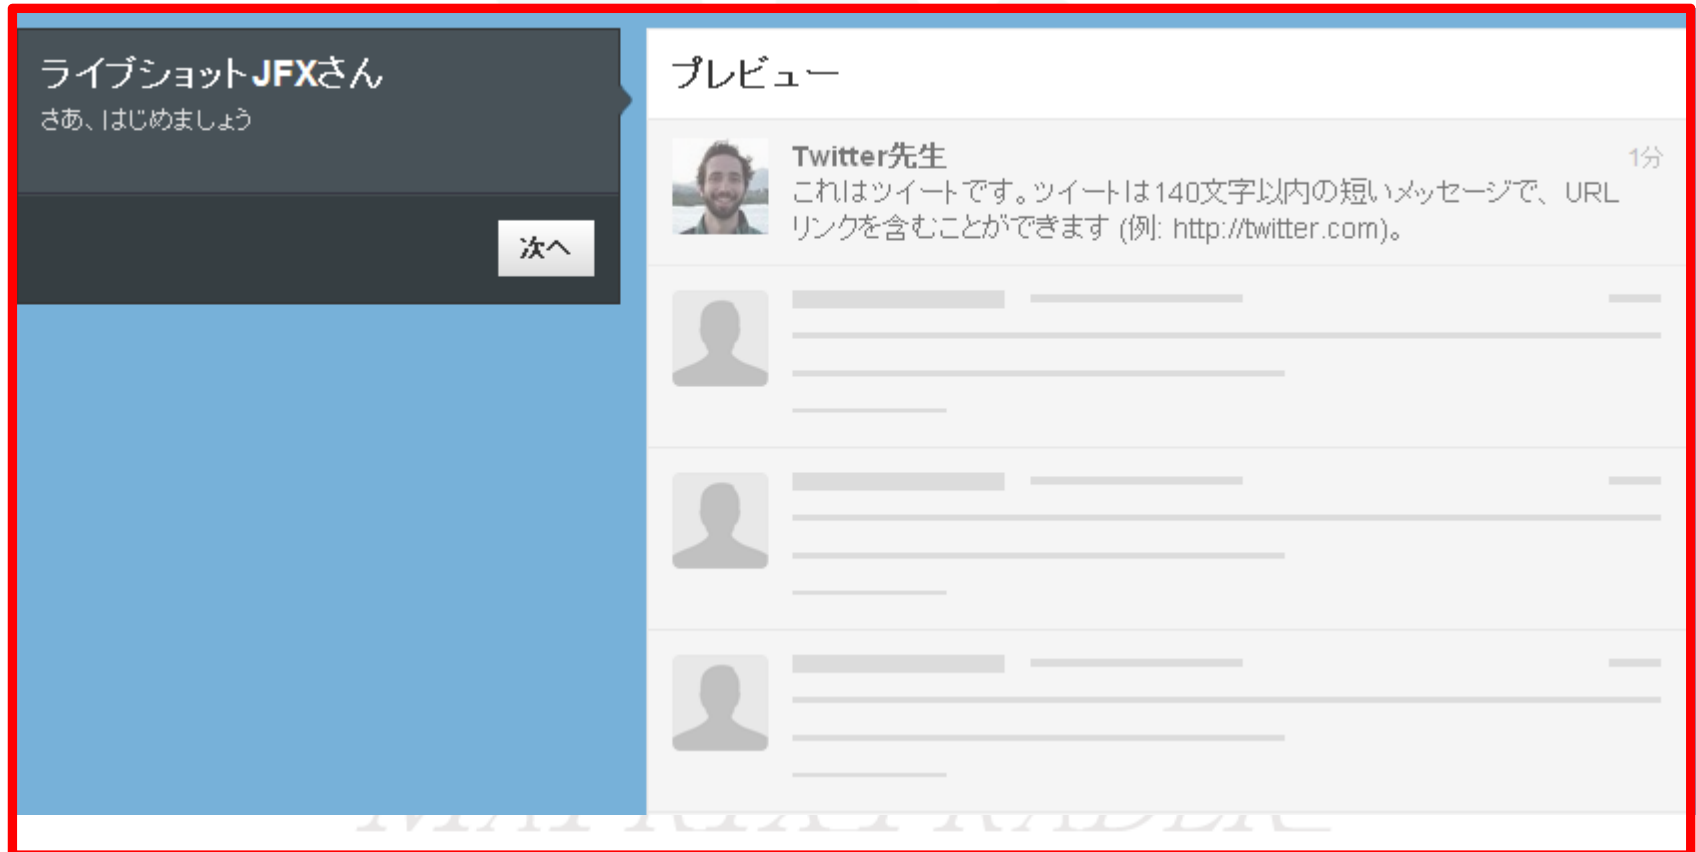 ライブショットJFXさん
さあ、はじめましょう
次へ
プレビュー
Twitter先生
1分
これはツイートです。ツイートは140文字以内の短いメッセージで、URL
リンクを含むことができます (例: http://twitter.com)。
MATRIX TRADER